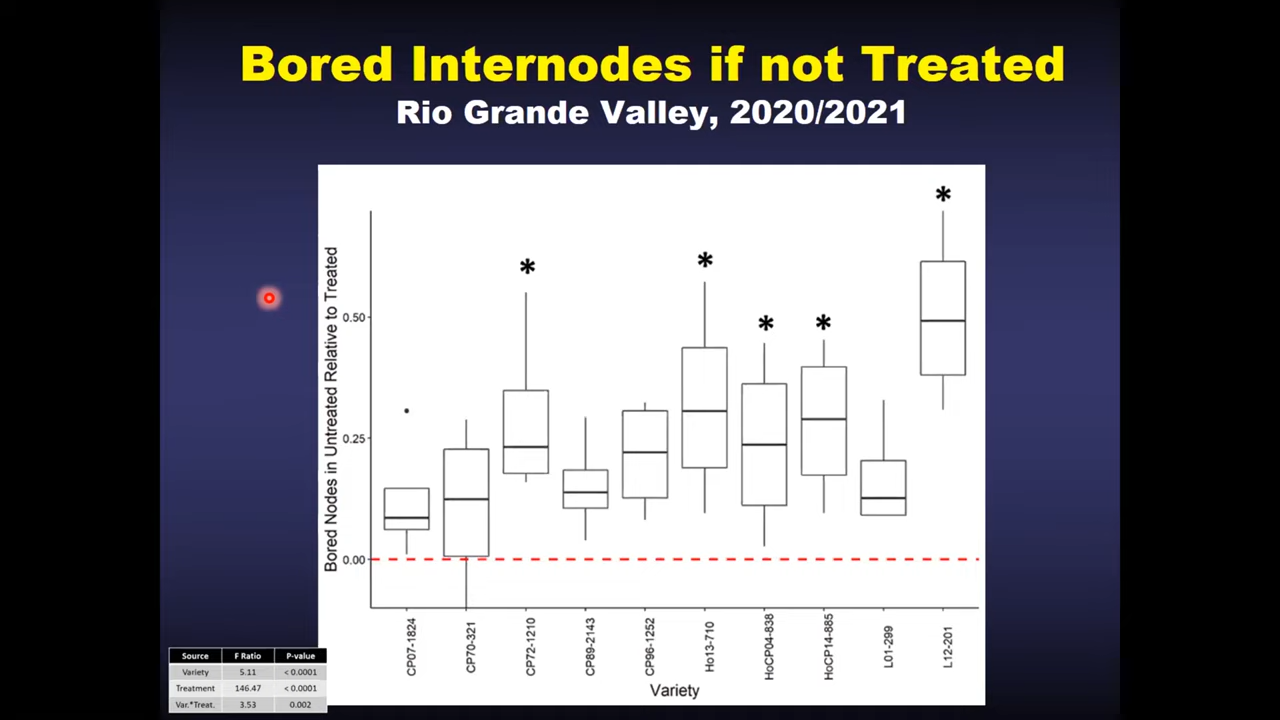 Bored Internodes if not Treated
Rio Grande Valley, 2020/2021
Bored Nodes in Untreated Relative to Treated
0.50
0.25
0.00
*
*
*
*
*
CP07-1824
CP70-321
CP72-1210
CP89-2143
CP96-1252
Ho13-710
HoCP04-838
HoCP14-885
L01-299
L12-201
Variety
Source F Ratio P-value
Variety 5.11 < 0.0001
Treatment 146.47 < 0.0001
Var.*Treat. 3.53 0.002